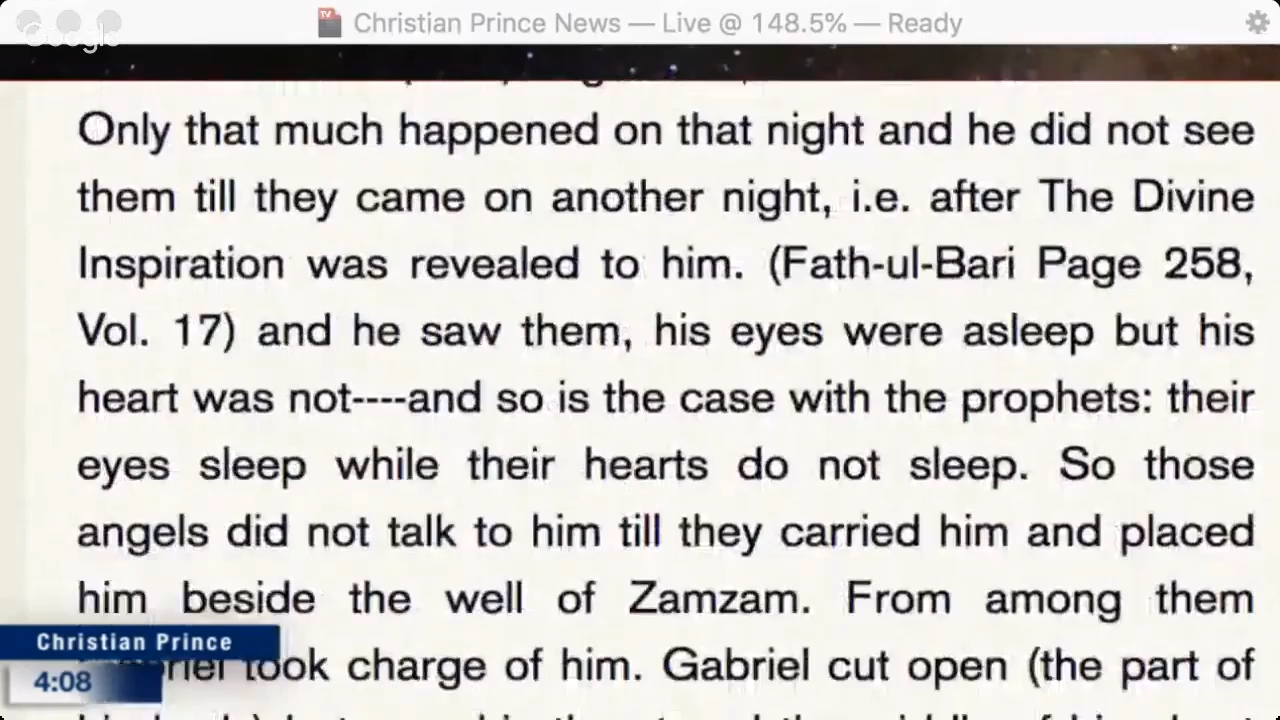 TV
Christian Prince News — Live @ 148.5% — Ready
Google
Only that much happened on that night and he did not see
them till they came on another night, i.e. after The Divine
Inspiration was revealed to him. (Fath-ul-Bari Page 258,
Vol. 17) and he saw them, his eyes were asleep but his
heart was not----and so is the case with the prophets: their
eyes sleep while their hearts do not sleep. So those
angels did not talk to him till they carried him and placed
him beside the well of Zamzam. From among them
took charge of him. Gabriel cut open (the part of
Christian Prince
4:08